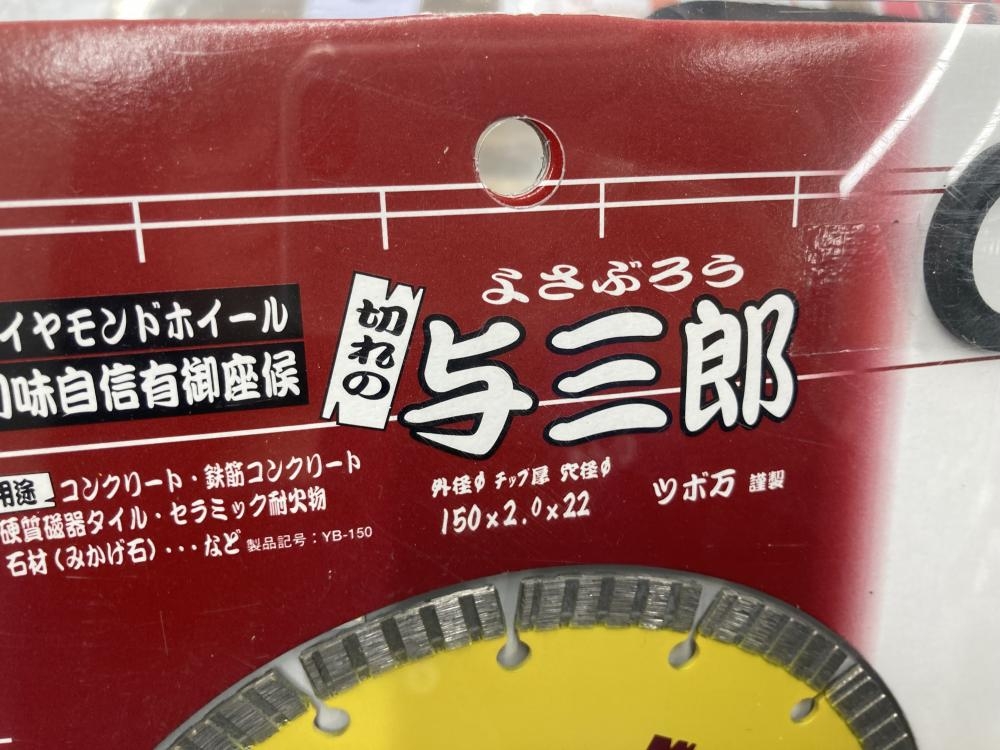 イヤモンドホイール
味自信有御座候
切れの
よさぶろう
与三郎
用途
コンクリート・鉄筋コンクリート
硬質磁器タイル・セラミック耐火物
石材(みかげ石)・・・など 製品記号:YB-150
外径φ チップ厚 穴径φ
150×2.0×22
ツボ万 謹製